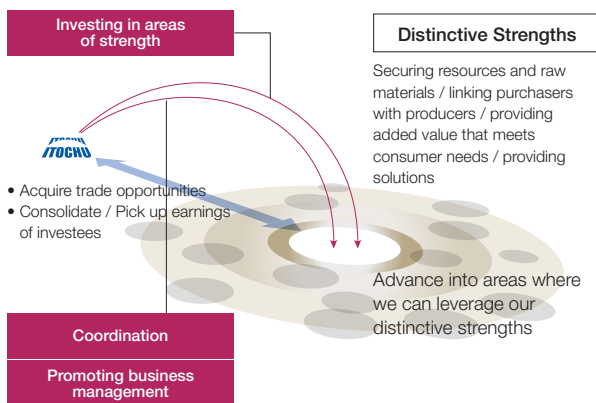 Investing in areas
of strength
Distinctive Strengths
Securing resources and raw
materials / linking purchasers
with producers / providing
added value that meets
consumer needs / providing
solutions
ITOCHU
• Acquire trade opportunities
• Consolidate / Pick up earnings
of investees
Advance into areas where
we can leverage our
distinctive strengths
Coordination
Promoting business
management